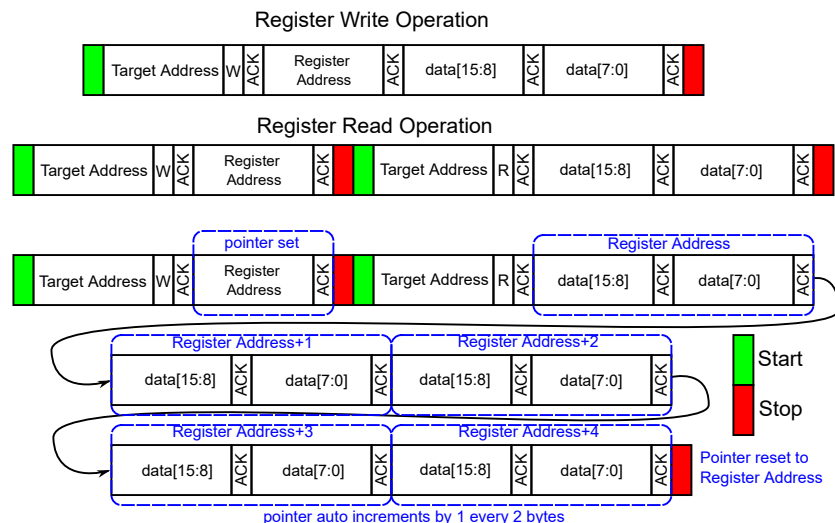 Register Write Operation
Target Address W ACK Register Address ACK data[15:8] ACK data[7:0] ACK
Register Read Operation
Target Address W ACK Register Address ACK Target Address R ACK data[15:8] ACK data[7:0] ACK
pointer set Register Address
Target Address W ACK Register Address ACK Target Address R ACK data[15:8] ACK data[7:0] ACK
Register Address+1 Register Address+2
data[15:8] ACK data[7:0] ACK data[15:8] ACK data[7:0] ACK
Start
Stop
Register Address+3 Register Address+4
data[15:8] ACK data[7:0] ACK data[15:8] ACK data[7:0] ACK
Pointer reset to
Register Address
pointer auto increments by 1 every 2 bytes